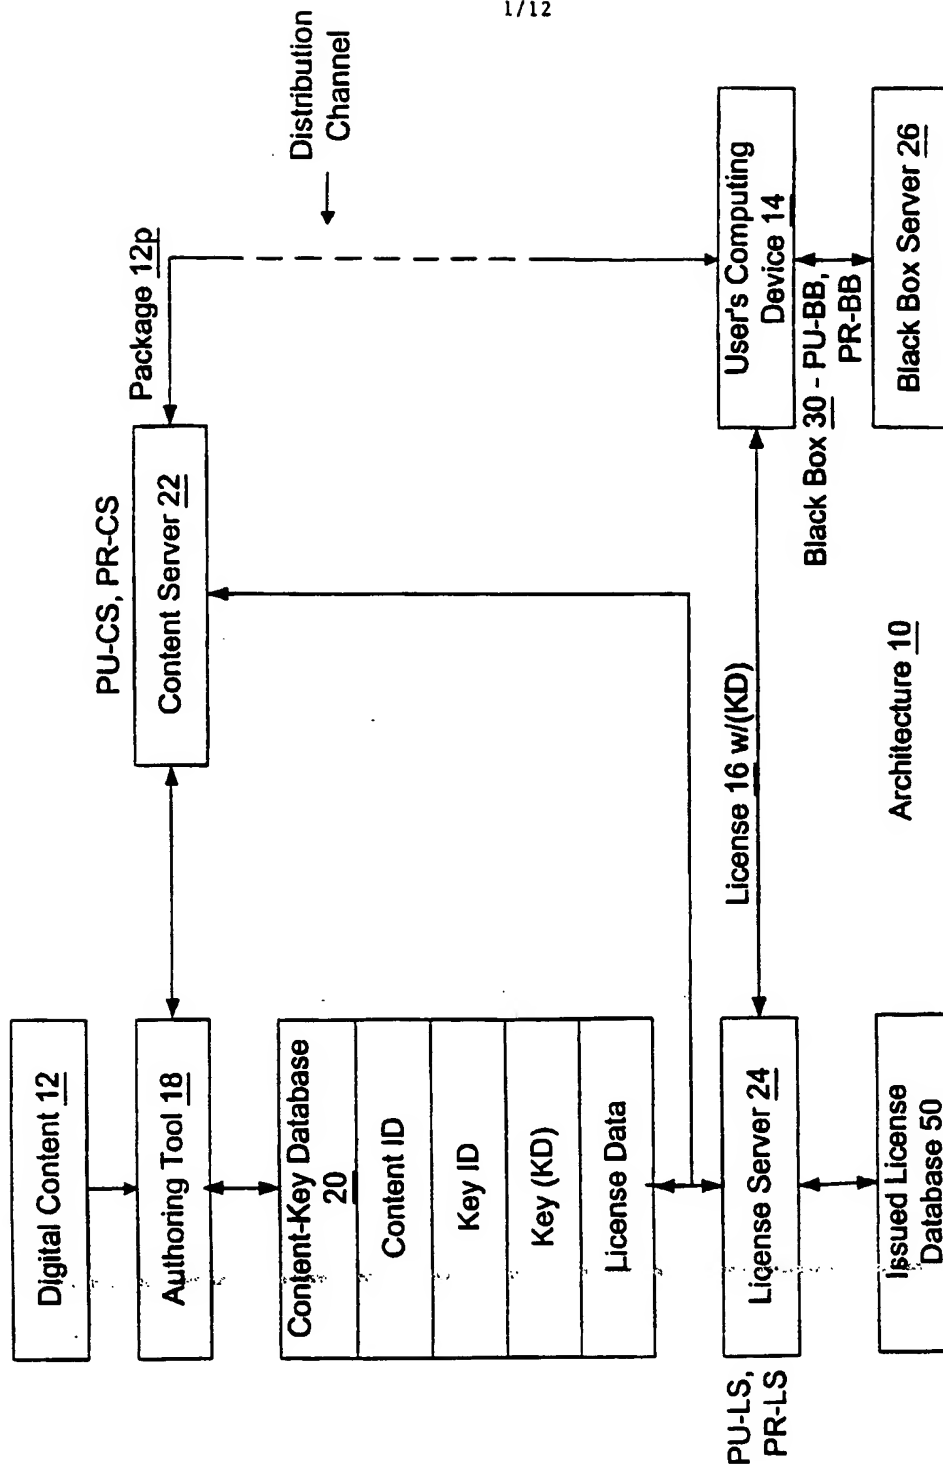 1/12
Digital Content 12
Authoring Tool 18
Content-Key Database
20
Content ID
Key ID
Key (KD)
License Data
PU-LS,
PR-LS
License Server 24
Issued License
Database 50
PU-CS, PR-CS
Content Server 22
Package 12p
Distribution
Channel
License 16 w/(KD)
User's Computing
Device 14
Black Box 30 - PU-BB,
PR-BB
Black Box Server 26
Architecture 10